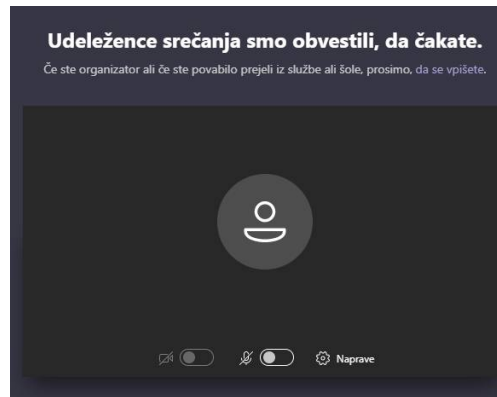 Udeležence srečanja smo obvestili, da čakate.
Če ste organizator ali če ste povabilo prejeli iz službe ali šole, prosimo, da se vpišete.
Naprave